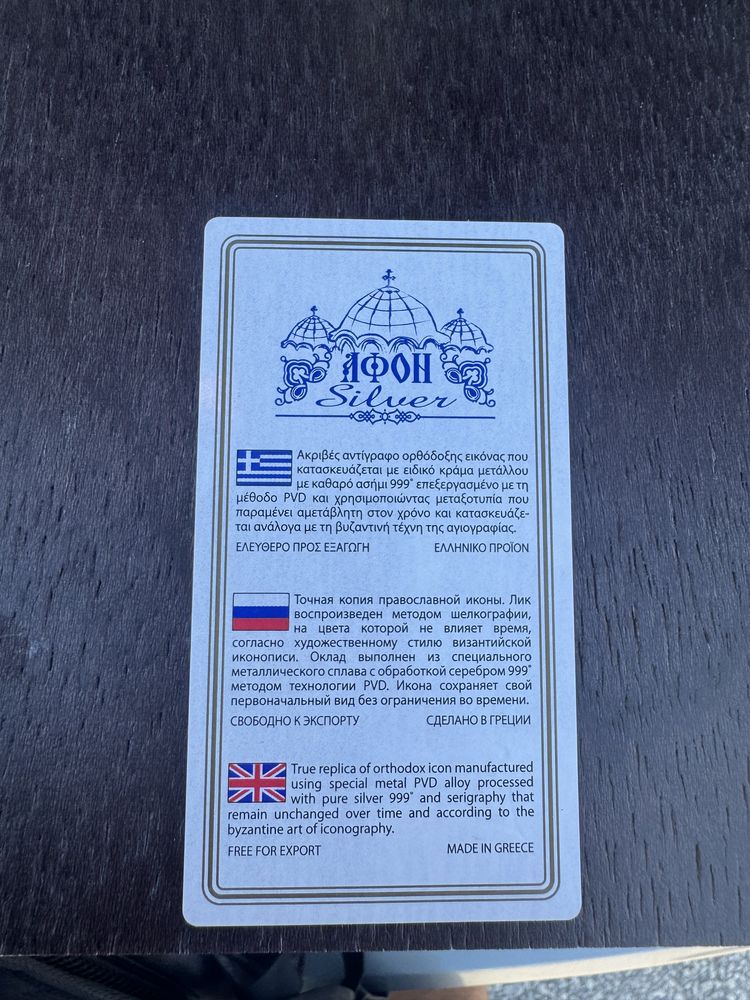 АФОН
Silver
Ακριβές αντίγραφο ορθόδοξης εικόνας που
κατασκευάζεται με ειδικό κράμα μετάλλου
με καθαρό ασήμι 999° επεξεργασμένο με τη
μέθοδο PVD και χρησιμοποιώντας μεταξοτυπία που
παραμένει αμετάβλητη στον χρόνο και κατασκευάζε-
ται ανάλογα με τη βυζαντινή τέχνη της αγιογραφίας.
ΕΛΕΥΘΕΡΟ ΠΡΟΣ ΕΞΑΓΩΓΗ ΕΛΛΗΝΙΚΟ ΠΡΟΪΟΝ
Точная копия православной иконы. Лик
воспроизведен методом шелкографии,
на цвета которой не влияет время,
согласно художественному стилю византийской
иконописи. Оклад выполнен из специального
металлического сплава с обработкой серебром 999°
методом технологии PVD. Икона сохраняет свой
первоначальный вид без ограничения во времени.
СВОБОДНО К ЭКСПОРТУ СДЕЛАНО В ГРЕЦИИ
True replica of orthodox icon manufactured
using special metal PVD alloy processed
with pure silver 999° and serigraphy that
remain unchanged over time and according to the
byzantine art of iconography.
FREE FOR EXPORT MADE IN GREECE